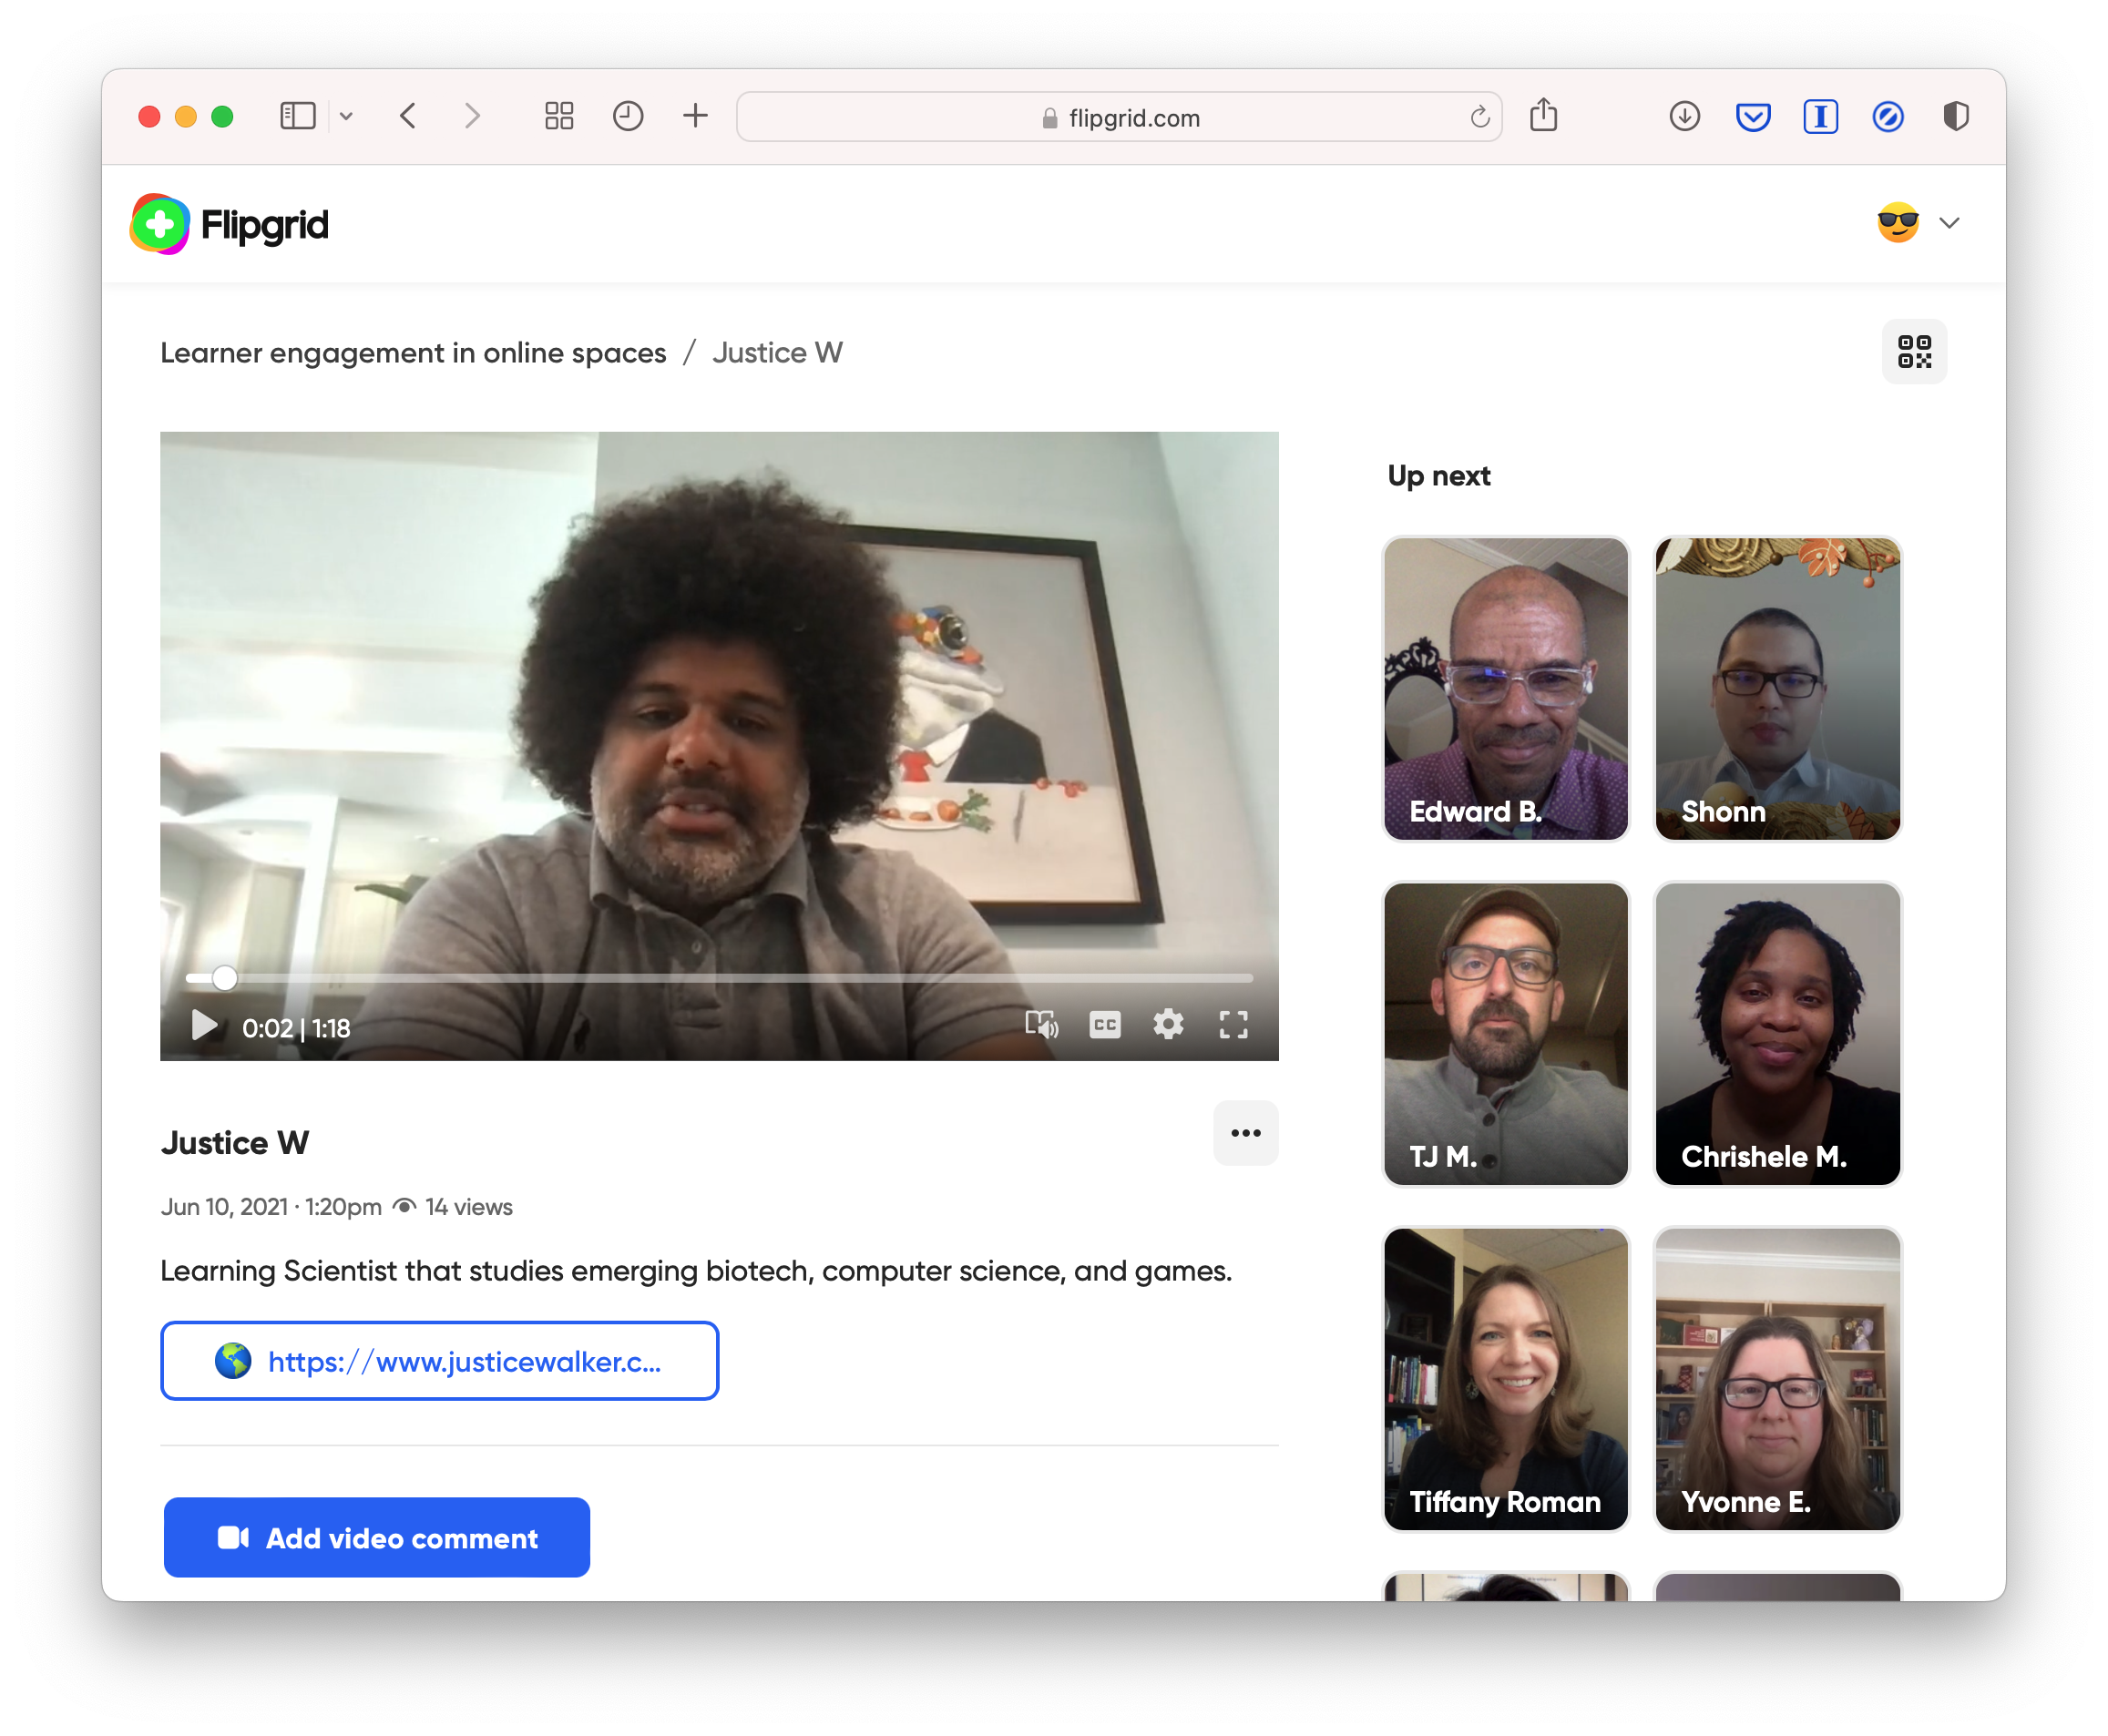 flipgrid.com
Flipgrid
Learner engagement in online spaces / Justice W
Up next
Edward B.
Shonn
TJ M.
Chrishele M.
Tiffany Roman
Yvonne E.
0:02 | 1:18
CC
Justice W
Jun 10, 2021 · 1:20pm 14 views
Learning Scientist that studies emerging biotech, computer science, and games.
https://www.justicewalker.c...
Add video comment